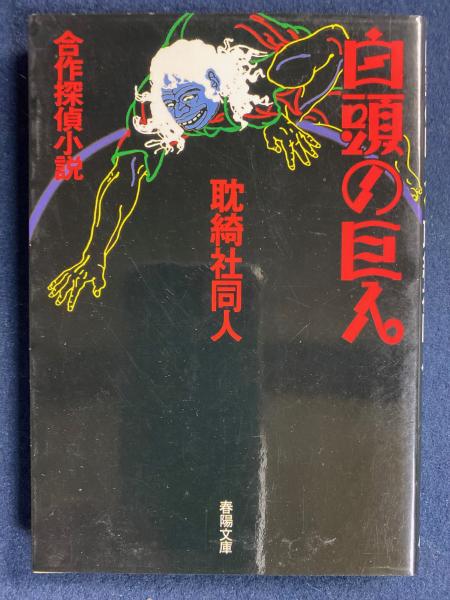 白頭の巨人
合作探偵小説
耽綺社同人
春陽文庫